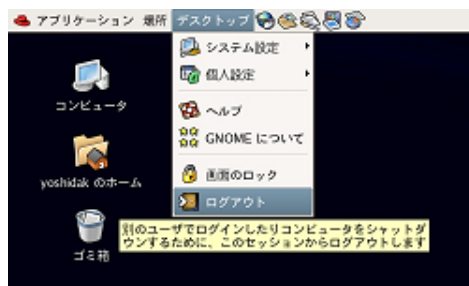 アプリケーション 場所 デスクトップ
システム設定
個人設定
ヘルプ
GNOME について
画面のロック
ログアウト
コンピュータ
yoshidak のホーム
ゴミ箱
別のユーザでログインしたりコンピュータをシャットダ
ウンするために、このセッションからログアウトします